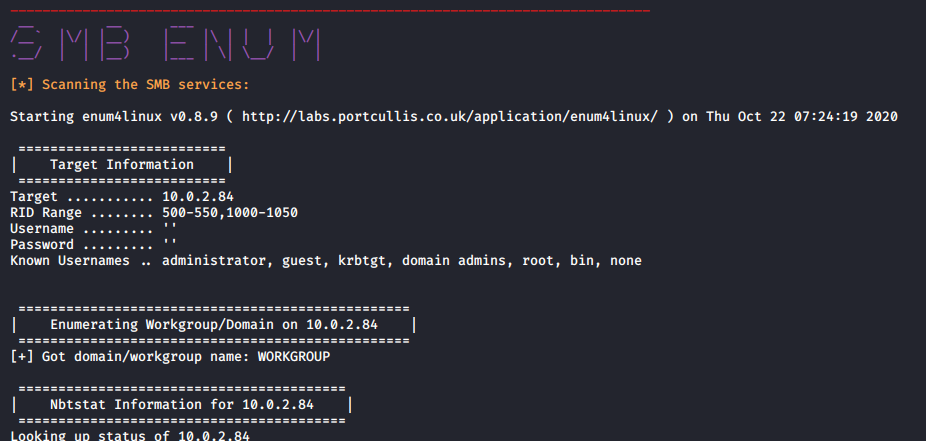 SMB ENUM
[*] Scanning the SMB services:
Starting enum4linux v0.8.9 ( http://labs.portcullis.co.uk/application/enum4linux/ ) on Thu Oct 22 07:24:19 2020
==========================
|    Target Information    |
==========================
Target ........... 10.0.2.84
RID Range ........ 500-550,1000-1050
Username ......... ''
Password ......... ''
Known Usernames .. administrator, guest, krbtgt, domain admins, root, bin, none
=================================================
|    Enumerating Workgroup/Domain on 10.0.2.84    |
=================================================
[+] Got domain/workgroup name: WORKGROUP
=========================================
|    Nbtstat Information for 10.0.2.84    |
=========================================
Looking up status of 10.0.2.84